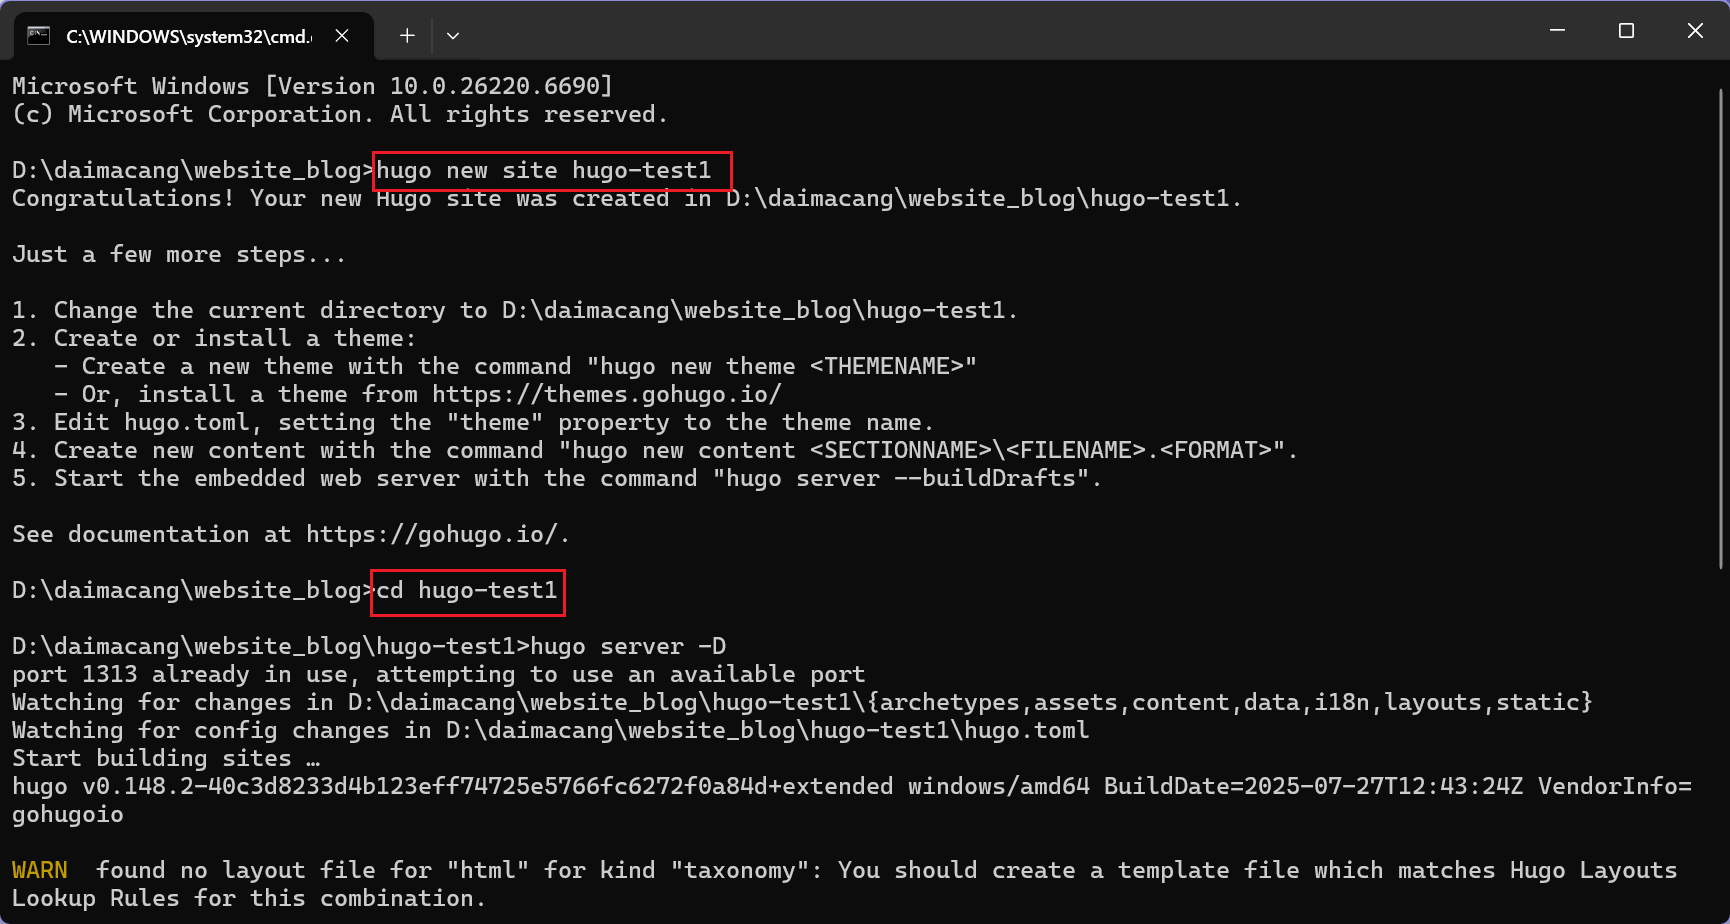 C:\WINDOWS\system32\cmd.
Microsoft Windows [Version 10.0.26220.6690]
(c) Microsoft Corporation. All rights reserved.
D:\daimacang\website_blog>hugo new site hugo-test1
Congratulations! Your new Hugo site was created in D:\daimacang\website_blog\hugo-test1.
Just a few more steps...
1. Change the current directory to D:\daimacang\website_blog\hugo-test1.
2. Create or install a theme:
   - Create a new theme with the command "hugo new theme <THEMENAME>"
   - Or, install a theme from https://themes.gohugo.io/
3. Edit hugo.toml, setting the "theme" property to the theme name.
4. Create new content with the command "hugo new content <SECTIONNAME>\<FILENAME>.<FORMAT>".
5. Start the embedded web server with the command "hugo server --buildDrafts".
See documentation at https://gohugo.io/.
D:\daimacang\website_blog>cd hugo-test1
D:\daimacang\website_blog\hugo-test1>hugo server -D
port 1313 already in use, attempting to use an available port
Watching for changes in D:\daimacang\website_blog\hugo-test1\{archetypes,assets,content,data,i18n,layouts,static}
Watching for config changes in D:\daimacang\website_blog\hugo-test1\hugo.toml
Start building sites …
hugo v0.148.2-40c3d8233d4b123eff74725e5766fc6272f0a84d+extended windows/amd64 BuildDate=2025-07-27T12:43:24Z VendorInfo=
gohugoio
WARN  found no layout file for "html" for kind "taxonomy": You should create a template file which matches Hugo Layouts
Lookup Rules for this combination.